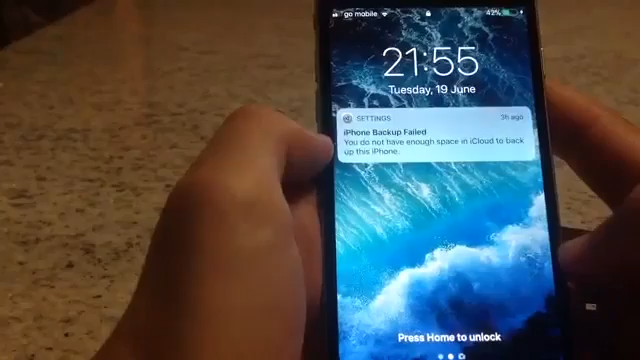 go mobile 42%
21:55
Tuesday, 19 June
SETTINGS 3h ago
iPhone Backup Failed
You do not have enough space in iCloud to back
up this iPhone.
Press Home to unlock